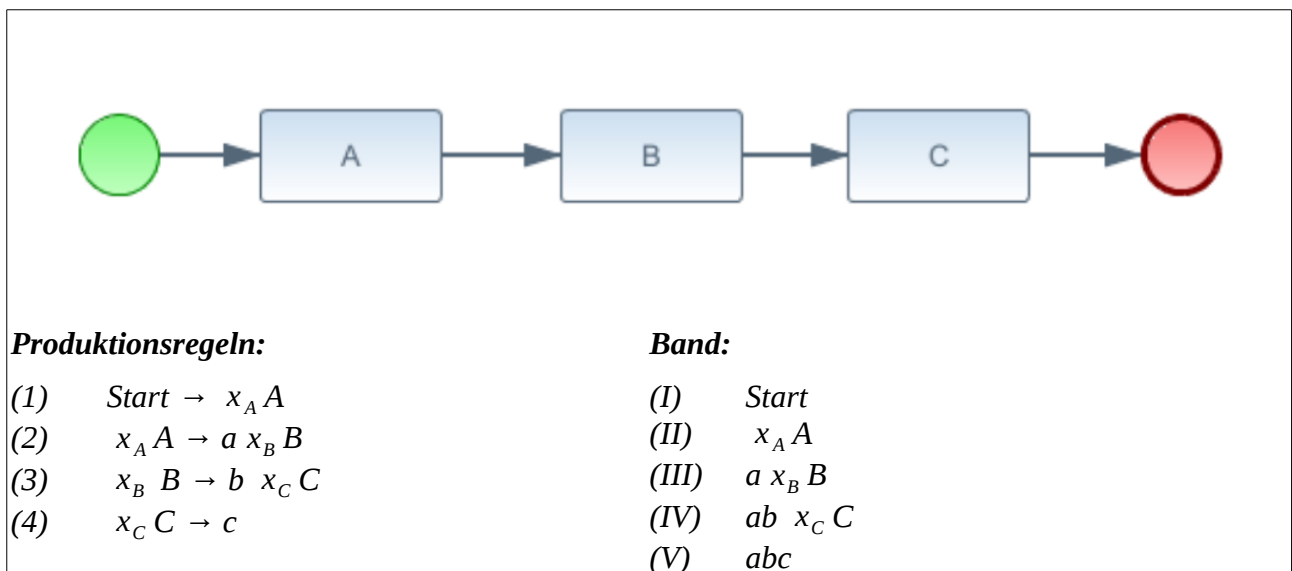 A B C
Produktionsregeln:
(1) Start → x_A A
(2) x_A A → a x_B B
(3) x_B B → b x_C C
(4) x_C C → c
Band:
(I) Start
(II) x_A A
(III) a x_B B
(IV) ab x_C C
(V) abc